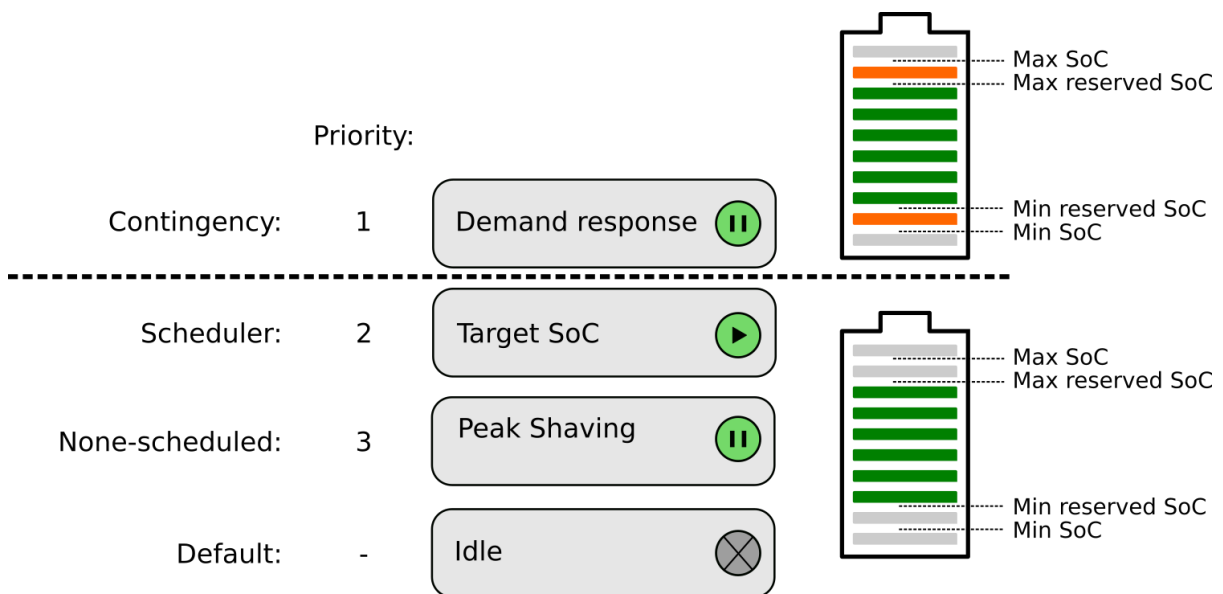 Max SoC
Max reserved SoC
Priority:
Contingency: 1 Demand response
Min reserved SoC
Min SoC
Scheduler: 2 Target SoC
Max SoC
Max reserved SoC
None-scheduled: 3 Peak Shaving
Min reserved SoC
Min SoC
Default: - Idle